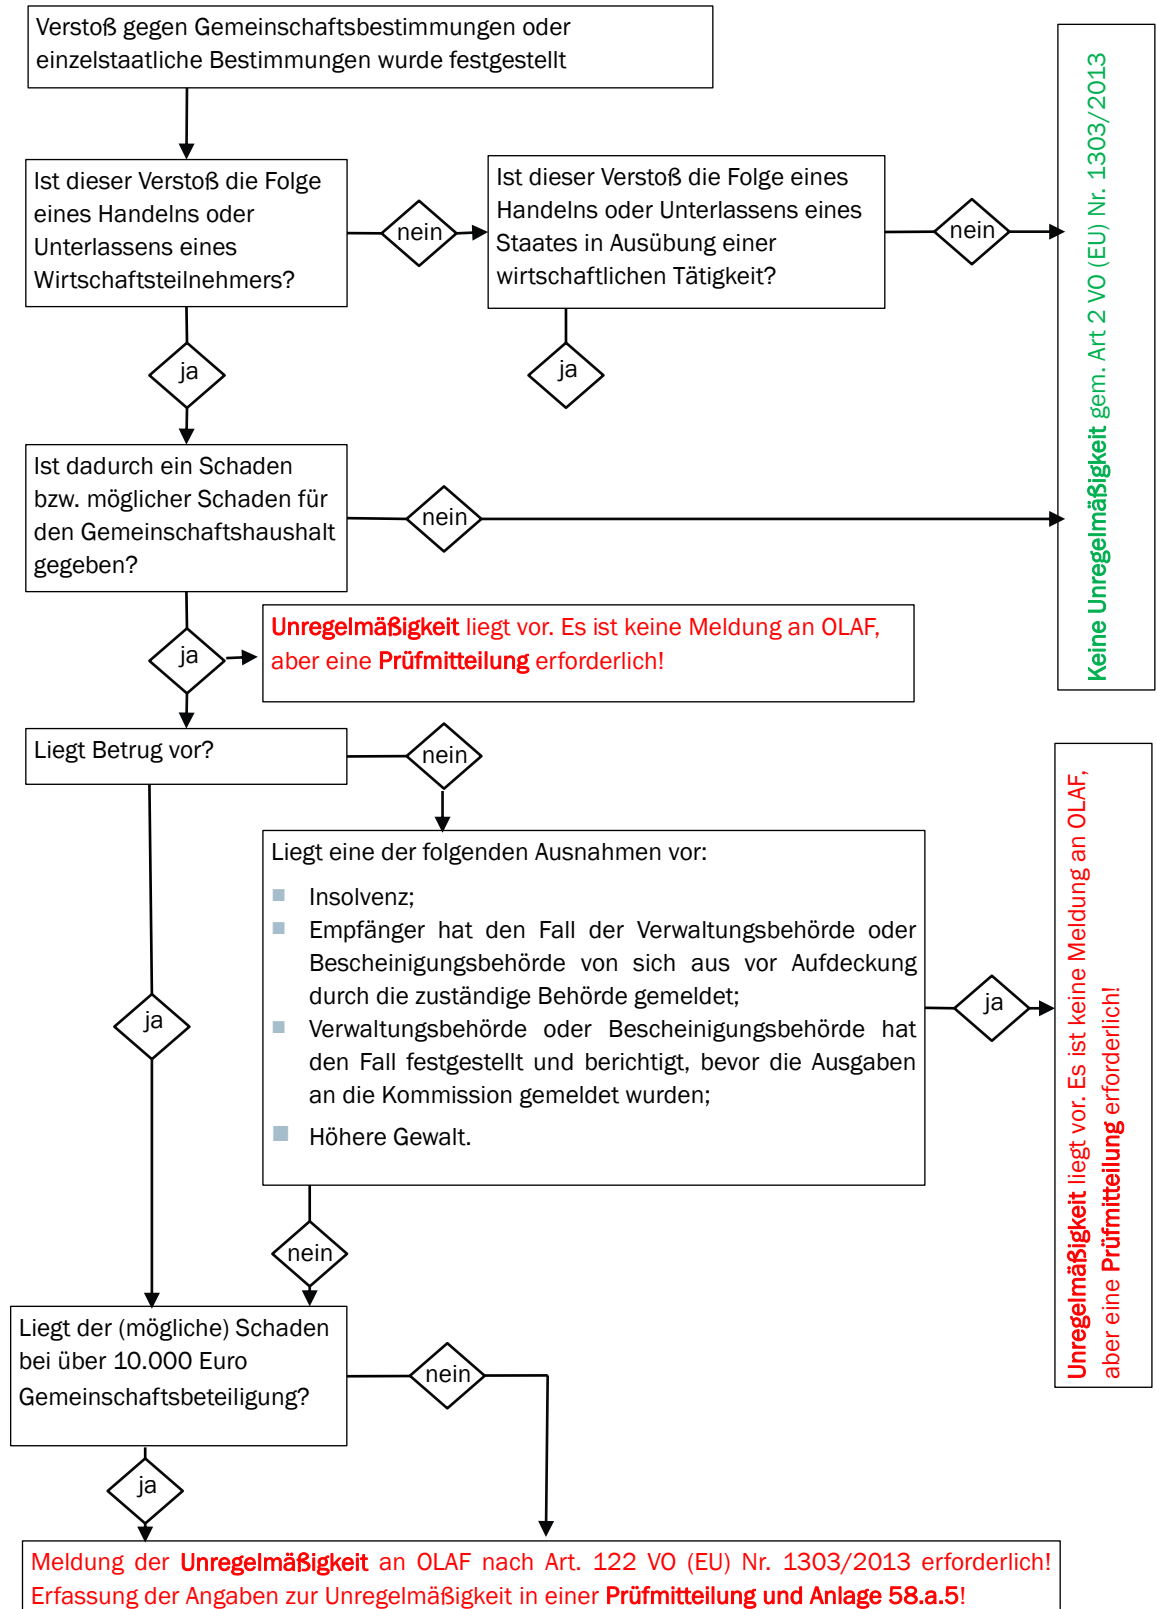 Verstoß gegen Gemeinschaftsbestimmungen oder
einzelstaatliche Bestimmungen wurde festgestellt
Ist dieser Verstoß die Folge
eines Handelns oder
Unterlassens eines
Wirtschaftsteilnehmers?
nein
Ist dieser Verstoß die Folge eines
Handelns oder Unterlassens eines
Staates in Ausübung einer
wirtschaftlichen Tätigkeit?
nein
Keine Unregelmäßigkeit gem. Art 2 VO (EU) Nr. 1303/2013
ja
ja
Ist dadurch ein Schaden
bzw. möglicher Schaden für
den Gemeinschaftshaushalt
gegeben?
nein
ja
Unregelmäßigkeit liegt vor. Es ist keine Meldung an OLAF,
aber eine Prüfmitteilung erforderlich!
Liegt Betrug vor?
nein
Liegt eine der folgenden Ausnahmen vor:
Insolvenz;
Empfänger hat den Fall der Verwaltungsbehörde oder
Bescheinigungsbehörde von sich aus vor Aufdeckung
durch die zuständige Behörde gemeldet;
Verwaltungsbehörde oder Bescheinigungsbehörde hat
den Fall festgestellt und berichtigt, bevor die Ausgaben
an die Kommission gemeldet wurden;
Höhere Gewalt.
ja
Unregelmäßigkeit liegt vor. Es ist keine Meldung an OLAF,
aber eine Prüfmitteilung erforderlich!
ja
nein
Liegt der (mögliche) Schaden
bei über 10.000 Euro
Gemeinschaftsbeteiligung?
nein
ja
Meldung der Unregelmäßigkeit an OLAF nach Art. 122 VO (EU) Nr. 1303/2013 erforderlich!
Erfassung der Angaben zur Unregelmäßigkeit in einer Prüfmitteilung und Anlage 58.a.5!